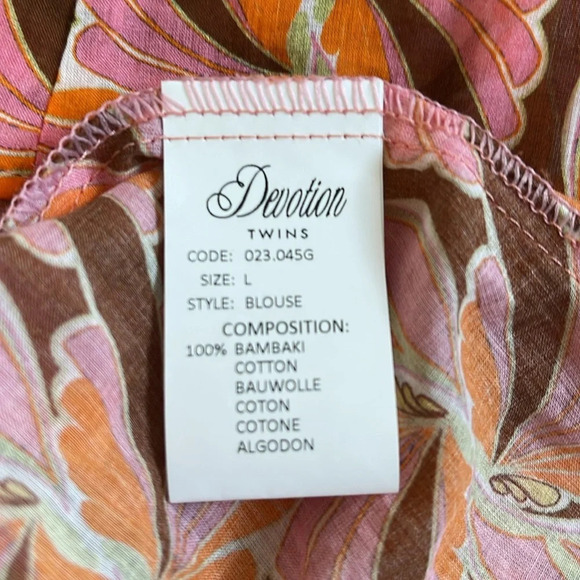 Devotion
TWINS
CODE: 023.045G
SIZE: L
STYLE: BLOUSE
COMPOSITION:
100% BAMBAKI
COTTON
BAUWOLLE
COTON
COTONE
ALGODON